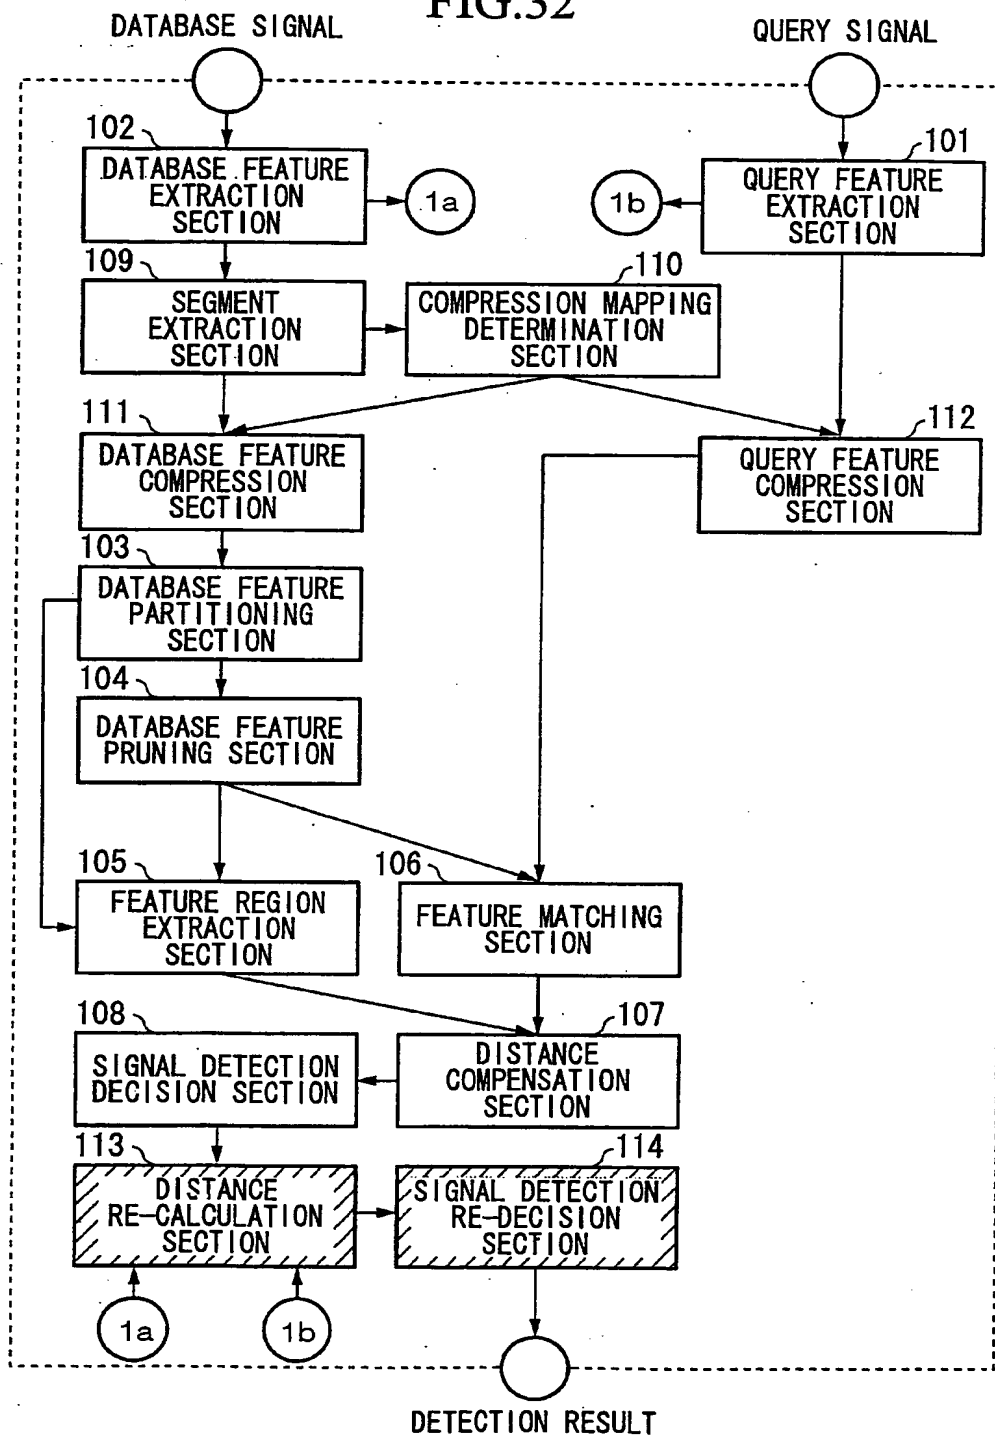 FIG.32
DATABASE SIGNAL
QUERY SIGNAL
102
DATABASE FEATURE
EXTRACTION
SECTION
1a
1b
101
QUERY FEATURE
EXTRACTION
SECTION
109
SEGMENT
EXTRACTION
SECTION
110
COMPRESSION MAPPING
DETERMINATION
SECTION
111
DATABASE FEATURE
COMPRESSION
SECTION
112
QUERY FEATURE
COMPRESSION
SECTION
103
DATABASE FEATURE
PARTITIONING
SECTION
104
DATABASE FEATURE
PRUNING SECTION
105
FEATURE REGION
EXTRACTION
SECTION
106
FEATURE MATCHING
SECTION
108
SIGNAL DETECTION
DECISION SECTION
107
DISTANCE
COMPENSATION
SECTION
113
DISTANCE
RE-CALCULATION
SECTION
114
SIGNAL DETECTION
RE-DECISION
SECTION
1a
1b
DETECTION RESULT